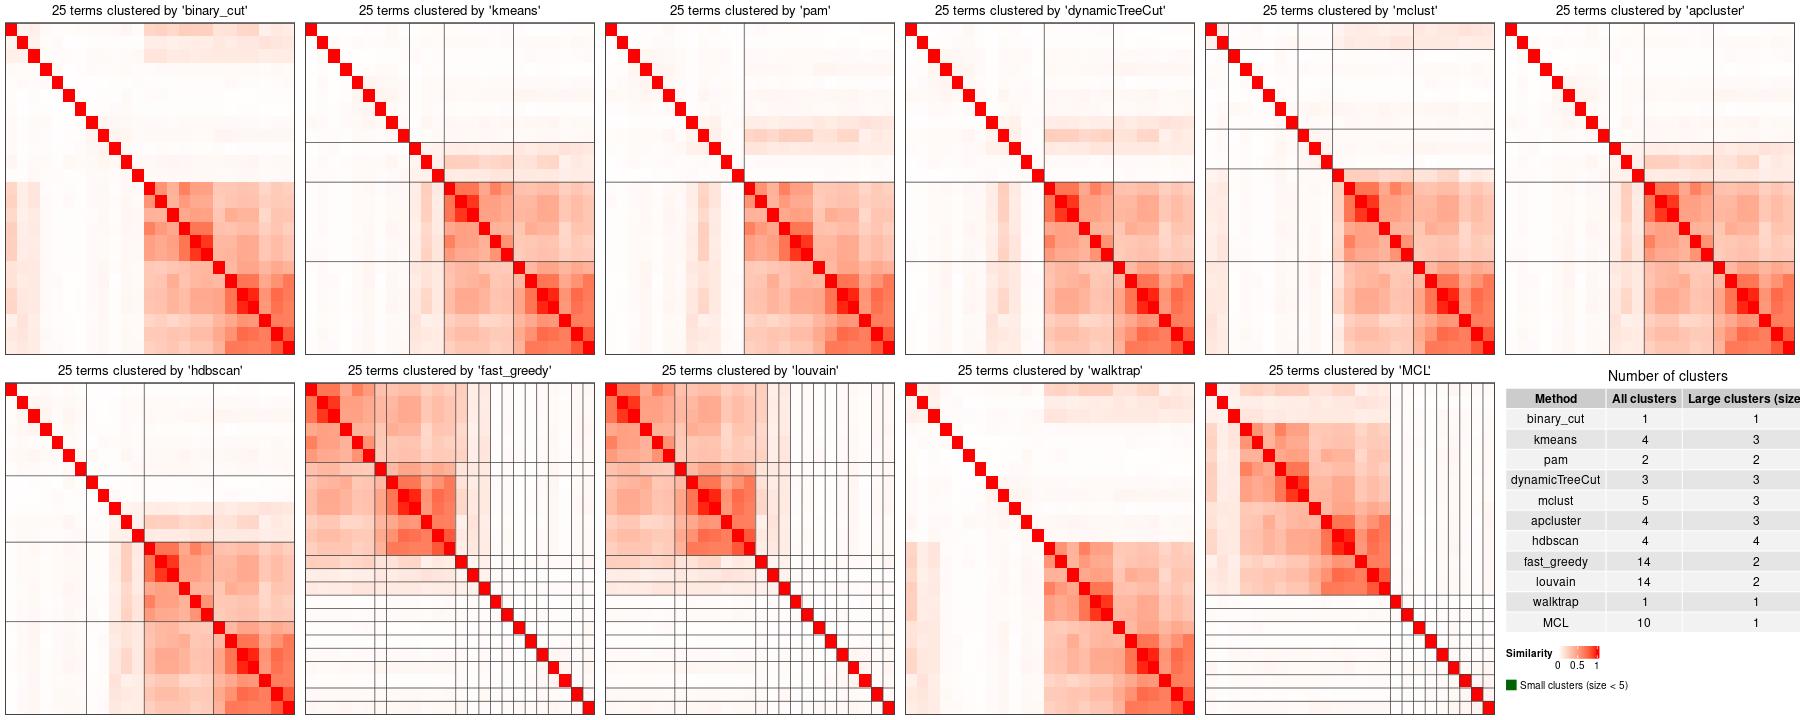 25 terms clustered by 'binary_cut'
25 terms clustered by 'kmeans'
25 terms clustered by 'pam'
25 terms clustered by 'dynamicTreeCut'
25 terms clustered by 'mclust'
25 terms clustered by 'apcluster'
25 terms clustered by 'hdbscan'
25 terms clustered by 'fast_greedy'
25 terms clustered by 'louvain'
25 terms clustered by 'walktrap'
25 terms clustered by 'MCL'
Number of clusters
Method All clusters Large clusters (size
binary_cut 1 1
kmeans 4 3
pam 2 2
dynamicTreeCut 3 3
mclust 5 3
apcluster 4 3
hdbscan 4 4
fast_greedy 14 2
louvain 14 2
walktrap 1 1
MCL 10 1
Similarity
0 0.5 1
Small clusters (size < 5)